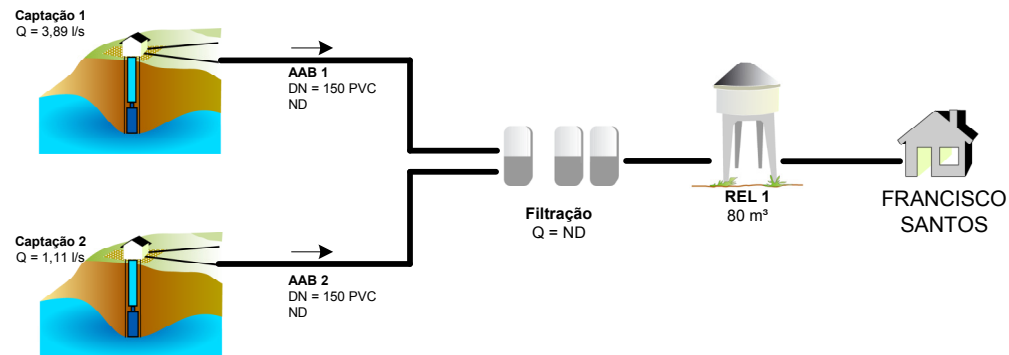 Captação 1
Q = 3,89 l/s
AAB 1
DN = 150 PVC
ND
Captação 2
Q = 1,11 l/s
AAB 2
DN = 150 PVC
ND
Filtração
Q = ND
REL 1
80 m³
FRANCISCO
SANTOS